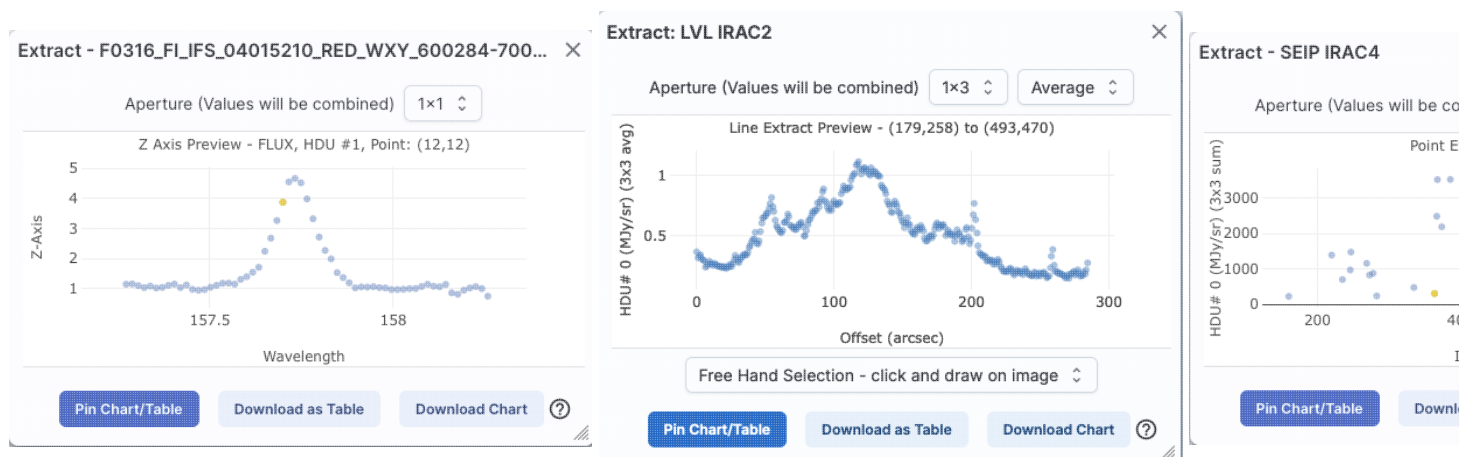 Extract - F0316_FI_IFS_04015210_RED_WXY_600284-700...
Aperture (Values will be combined) 1×1
Z Axis Preview - FLUX, HDU #1, Point: (12,12)
Z-Axis
5
4
3
2
1
157.5 158
Wavelength
Pin Chart/Table Download as Table Download Chart ?
Extract: LVL IRAC2
Aperture (Values will be combined) 1×3 Average
Line Extract Preview - (179,258) to (493,470)
HDU# 0 (MJy/sr) (3x3 avg)
1
0.5
0 100 200 300
Offset (arcsec)
Free Hand Selection - click and draw on image
Pin Chart/Table Download as Table Download Chart ?
Extract - SEIP IRAC4
Aperture (Values will be co
Point E
HDU# 0 (MJy/sr) (3x3 sum)
3000
2000
1000
0
200 40
Pin Chart/Table Downl